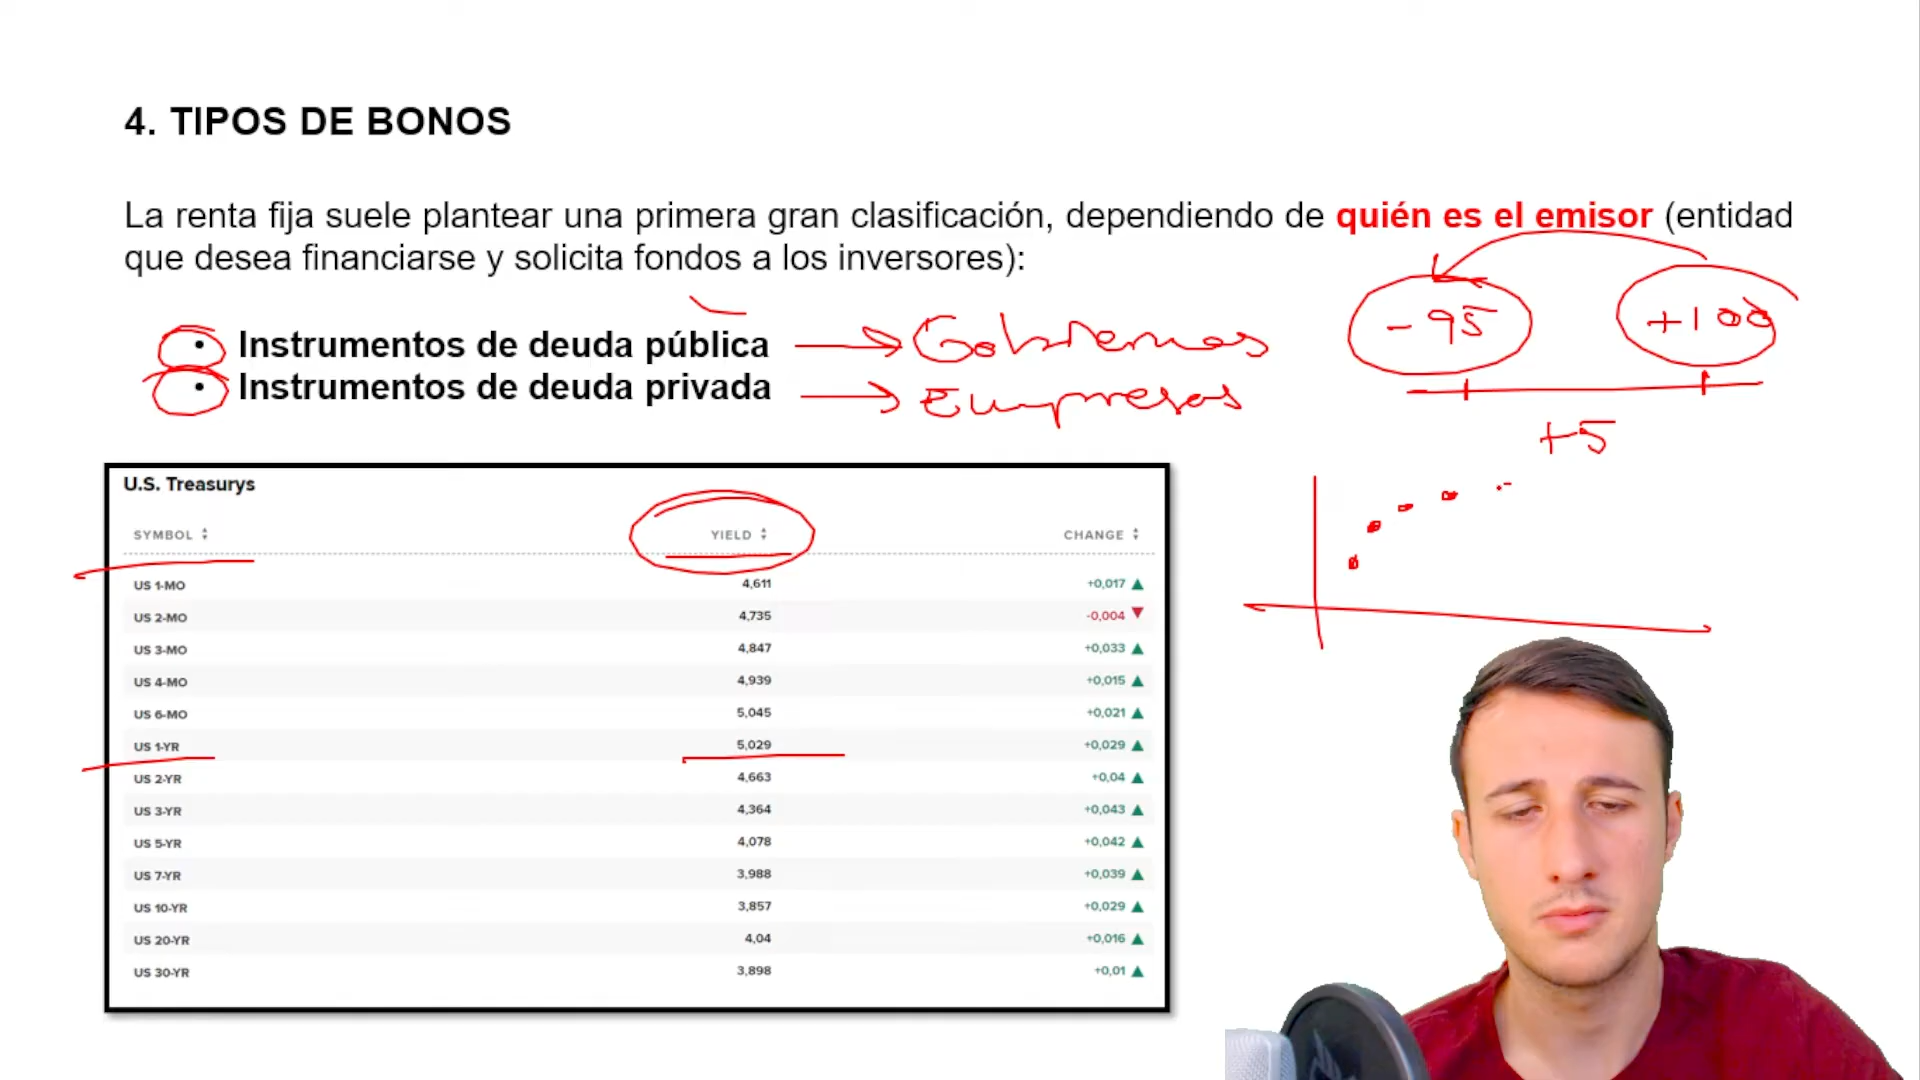 4. TIPOS DE BONOS
La renta fija suele plantear una primera gran clasificación, dependiendo de quién es el emisor (entidad
que desea financiarse y solicita fondos a los inversores):
• Instrumentos de deuda pública → Gobiernos
• Instrumentos de deuda privada → Empresas
-95 +100
+5
U.S. Treasurys
SYMBOL YIELD CHANGE
US 1-MO 4,611 +0,017 ▲
US 2-MO 4,735 -0,004 ▼
US 3-MO 4,847 +0,033 ▲
US 4-MO 4,939 +0,015 ▲
US 6-MO 5,045 +0,021 ▲
US 1-YR 5,029 +0,029 ▲
US 2-YR 4,663 +0,04 ▲
US 3-YR 4,364 +0,043 ▲
US 5-YR 4,078 +0,042 ▲
US 7-YR 3,988 +0,039 ▲
US 10-YR 3,857 +0,029 ▲
US 20-YR 4,04 +0,016 ▲
US 30-YR 3,898 +0,01 ▲